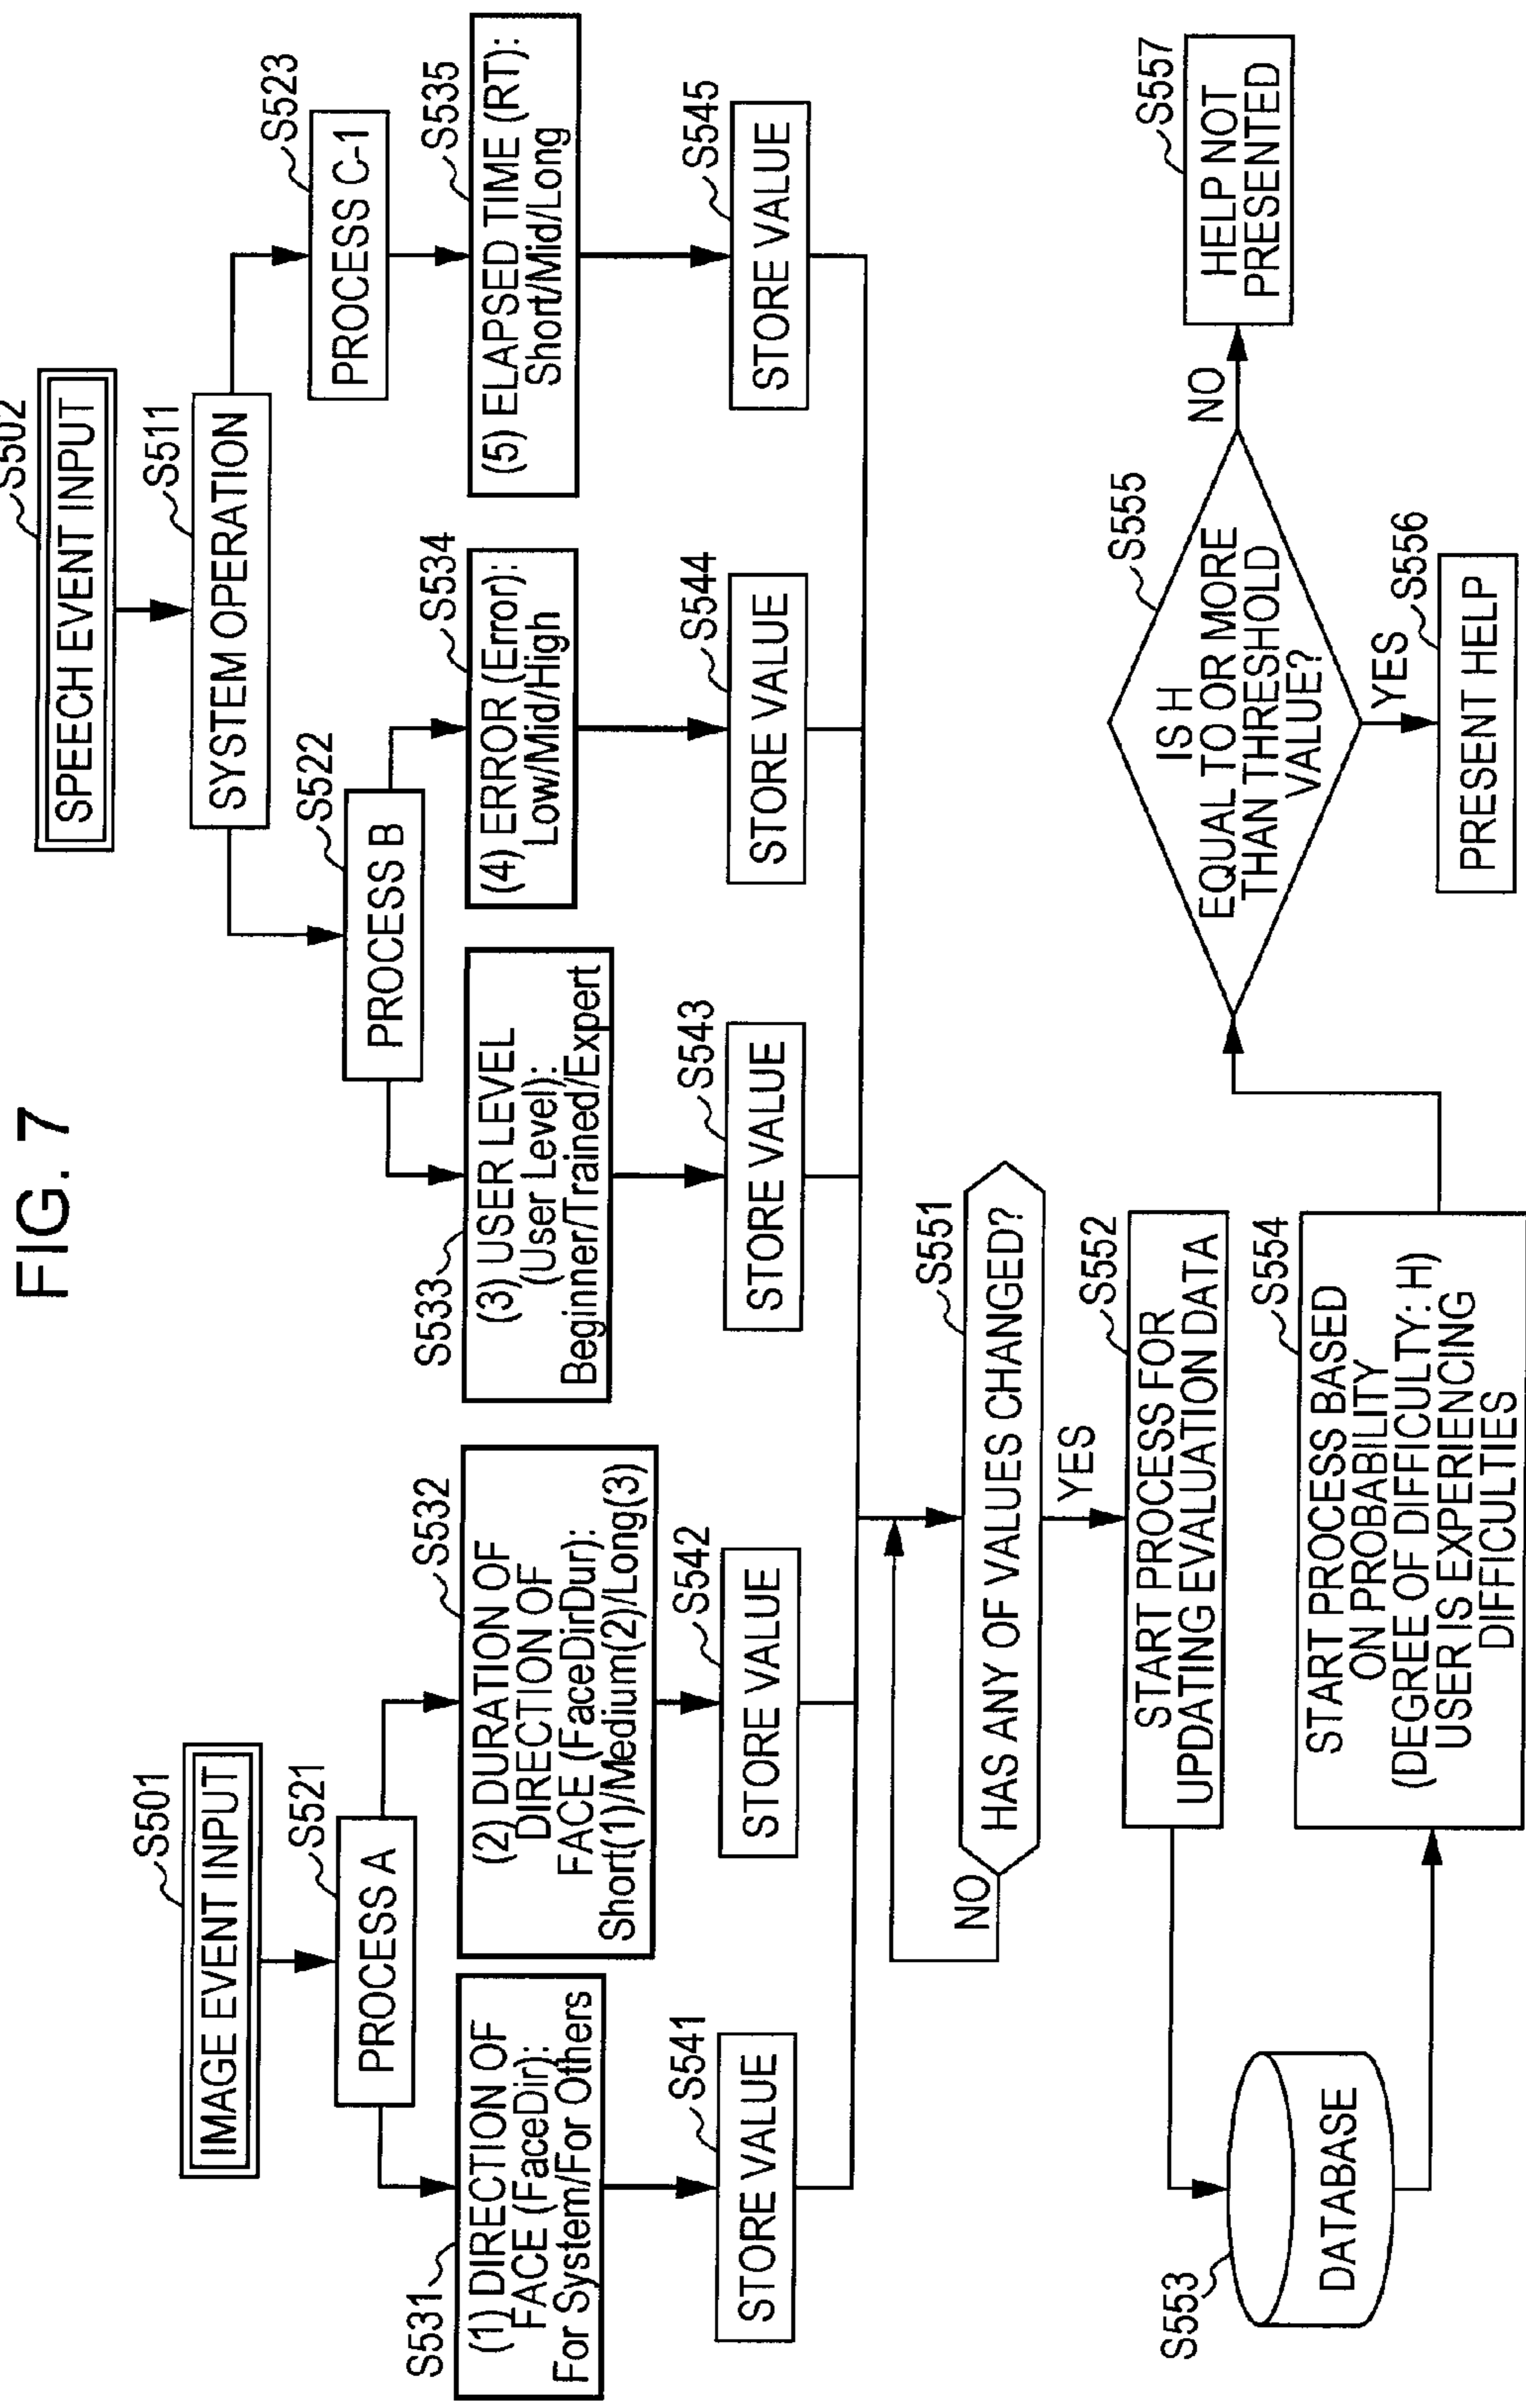 FIG. 7
S501
IMAGE EVENT INPUT
S502
SPEECH EVENT INPUT
S511
SYSTEM OPERATION
S521
PROCESS A
S522
PROCESS B
S523
PROCESS C-1
S531
(1) DIRECTION OF
FACE (FaceDir):
For System/For Others
S532
(2) DURATION OF
DIRECTION OF
FACE (FaceDirDur):
Short(1)/Medium(2)/Long(3)
S533
(3) USER LEVEL
(User Level):
Beginner/Trained/Expert
S534
(4) ERROR (Error):
Low/Mid/High
S535
(5) ELAPSED TIME (RT):
Short/Mid/Long
S541
STORE VALUE
S542
STORE VALUE
S543
STORE VALUE
S544
STORE VALUE
S545
STORE VALUE
S551
HAS ANY OF VALUES CHANGED?
NO
YES
S552
START PROCESS FOR
UPDATING EVALUATION DATA
S553
DATABASE
S554
START PROCESS BASED
ON PROBABILITY
(DEGREE OF DIFFICULTY: H)
USER IS EXPERIENCING
DIFFICULTIES
S555
IS H
EQUAL TO OR MORE
THAN THRESHOLD
VALUE?
NO
YES
S556
PRESENT HELP
S557
HELP NOT
PRESENTED